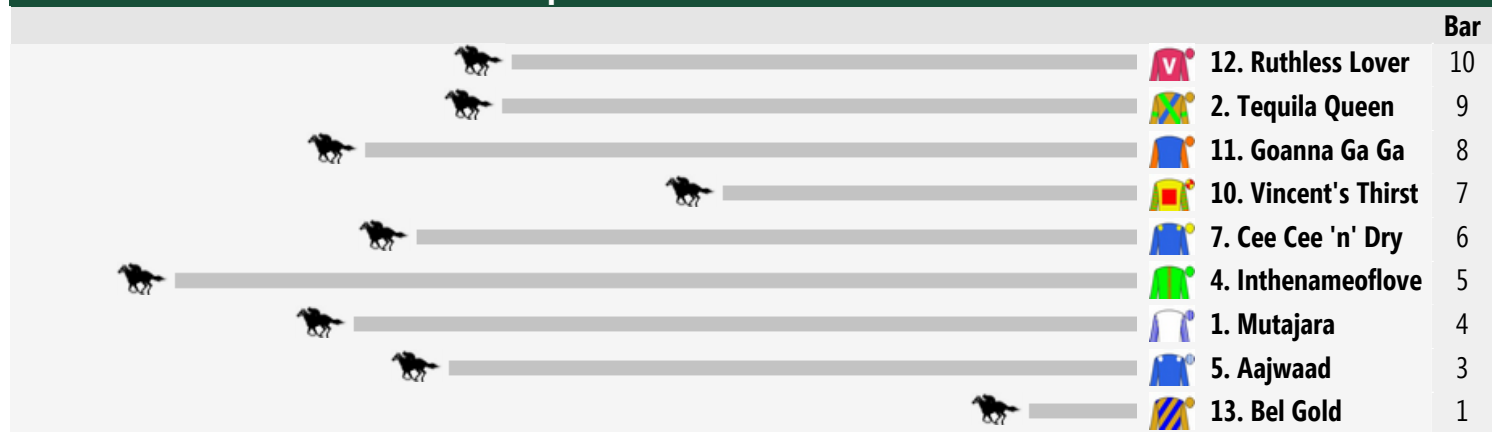 Bar
V
12. Ruthless Lover 10
2. Tequila Queen 9
11. Goanna Ga Ga 8
10. Vincent's Thirst 7
7. Cee Cee 'n' Dry 6
4. Inthenameoflove 5
1. Mutajara 4
5. Aajwaad 3
13. Bel Gold 1